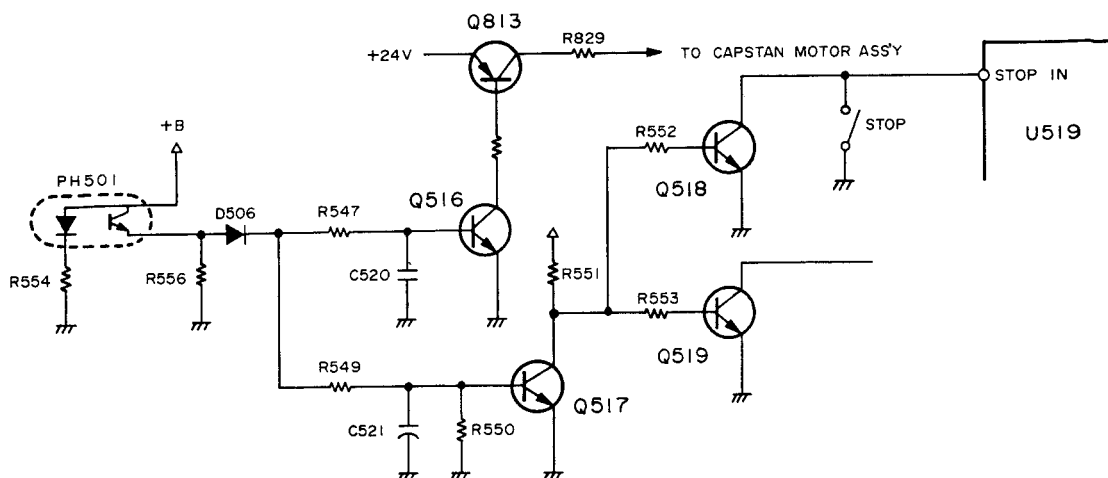 Q813
+24V
R829
TO CAPSTAN MOTOR ASS'Y
STOP IN
U519
STOP
R552
Q518
+B
PH501
D506
R547
Q516
R554
R556
C520
R551
R553
Q519
R549
Q517
C521
R550